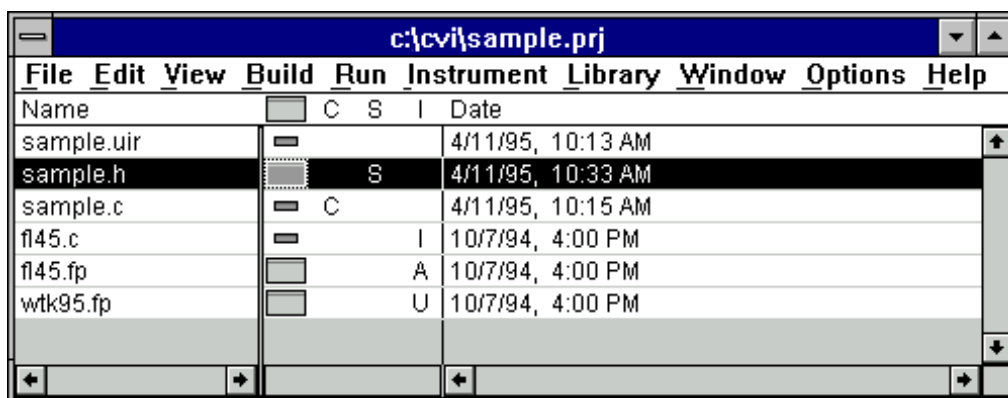 c:\cvi\sample.prj
File Edit View Build Run Instrument Library Window Options Help
Name C S I Date
sample.uir 4/11/95, 10:13 AM
sample.h S 4/11/95, 10:33 AM
sample.c C 4/11/95, 10:15 AM
fl45.c I 10/7/94, 4:00 PM
fl45.fp A 10/7/94, 4:00 PM
wtk95.fp U 10/7/94, 4:00 PM